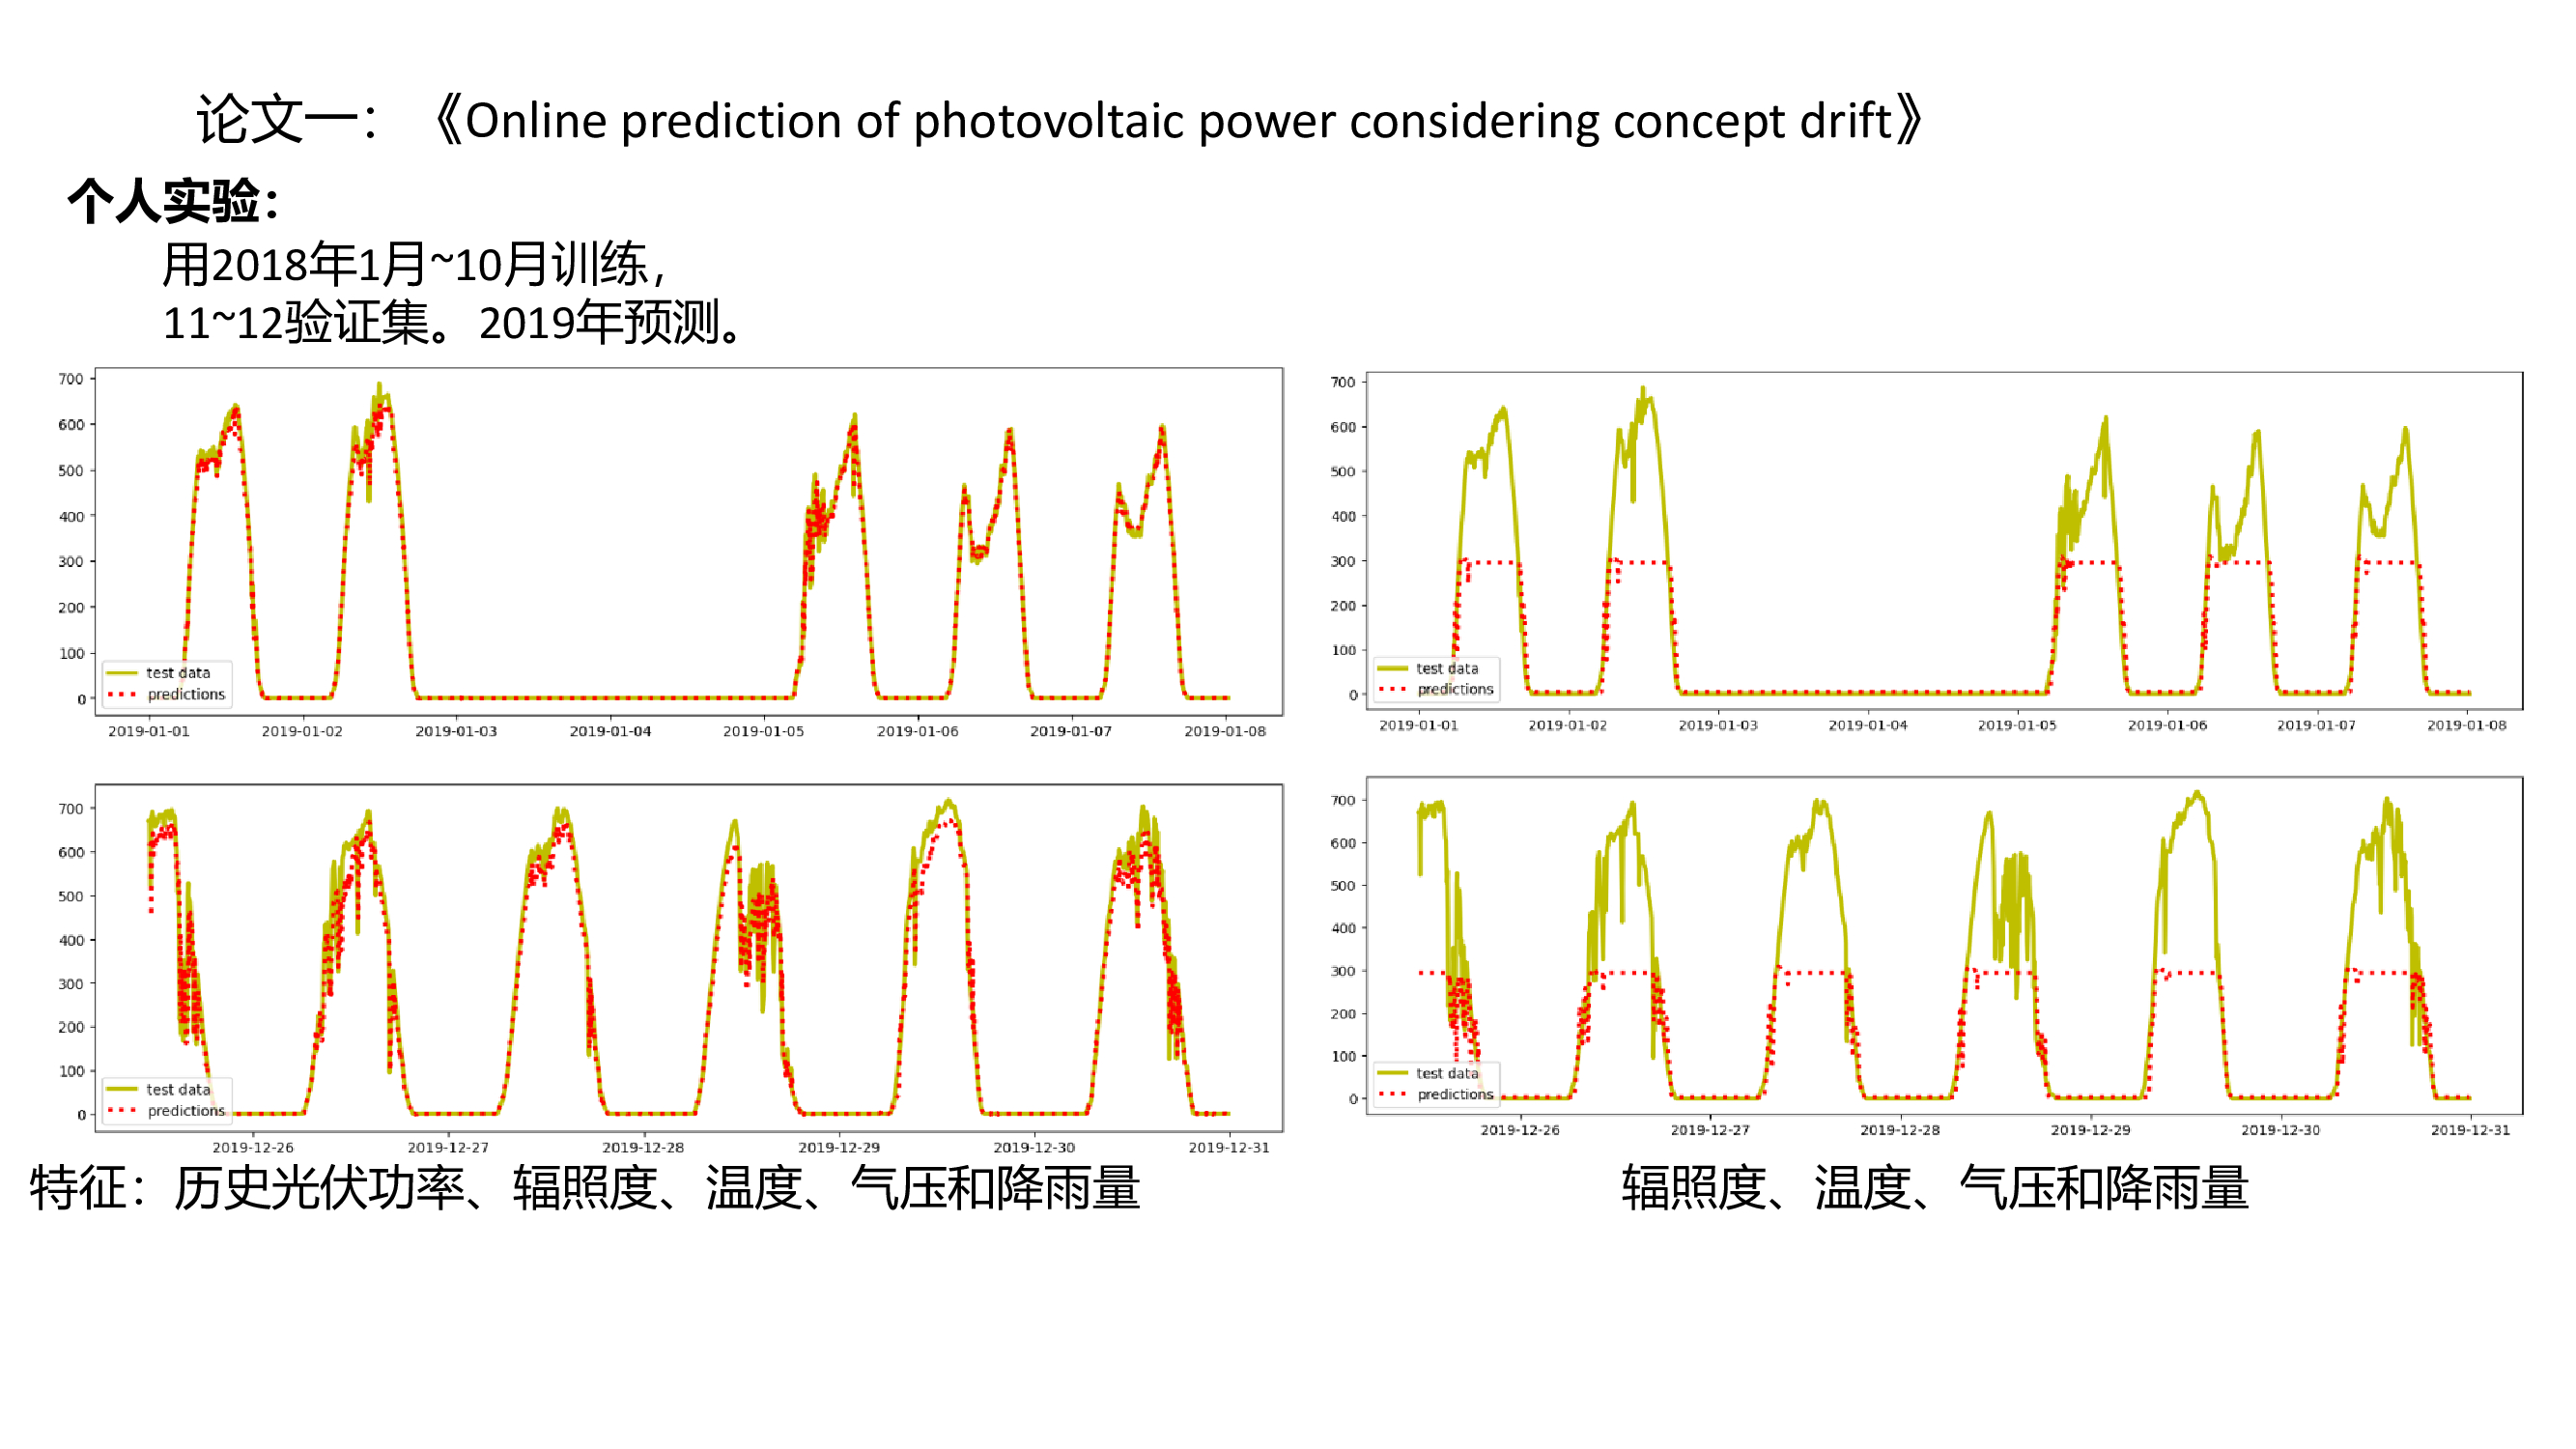 论文一：《Online prediction of photovoltaic power considering concept drift》
个人实验：
用2018年1月~10月训练，
11~12验证集。2019年预测。
700
600
500
400
300
200
100
0
test data
predictions
2019-01-01 2019-01-02 2019-01-03 2019-01-04 2019-01-05 2019-01-06 2019-01-07 2019-01-08
700
600
500
400
300
200
100
0
test data
predictions
2019-01-01 2019-01-02 2019-01-03 2019-01-04 2019-01-05 2019-01-06 2019-01-07 2019-01-08
700
600
500
400
300
200
100
0
test data
predictions
2019-12-26 2019-12-27 2019-12-28 2019-12-29 2019-12-30 2019-12-31
700
600
500
400
300
200
100
0
test data
predictions
2019-12-26 2019-12-27 2019-12-28 2019-12-29 2019-12-30 2019-12-31
特征：历史光伏功率、辐照度、温度、气压和降雨量
辐照度、温度、气压和降雨量